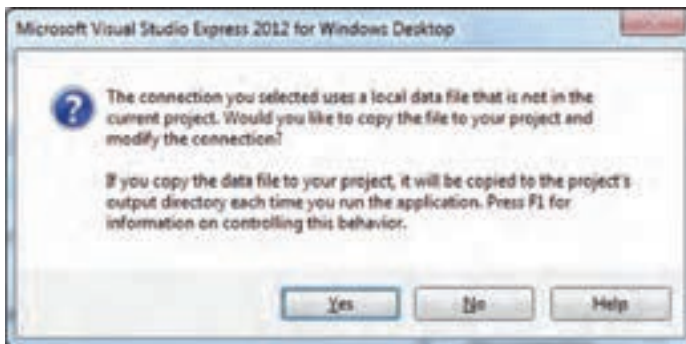 Microsoft Visual Studio Express 2012 for Windows Desktop
The connection you selected uses a local data file that is not in the
current project. Would you like to copy the file to your project and
modify the connection?
If you copy the data file to your project, it will be copied to the project's
output directory each time you run the application. Press F1 for
information on controlling this behavior.
Yes No Help